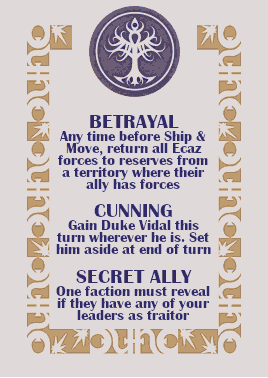 BETRAYAL
Any time before Ship &
Move, return all Ecaz
forces to reserves from
a territory where their
ally has forces
CUNNING
Gain Duke Vidal this
turn wherever he is. Set
him aside at end of turn
SECRET ALLY
One faction must reveal
if they have any of your
leaders as traitor